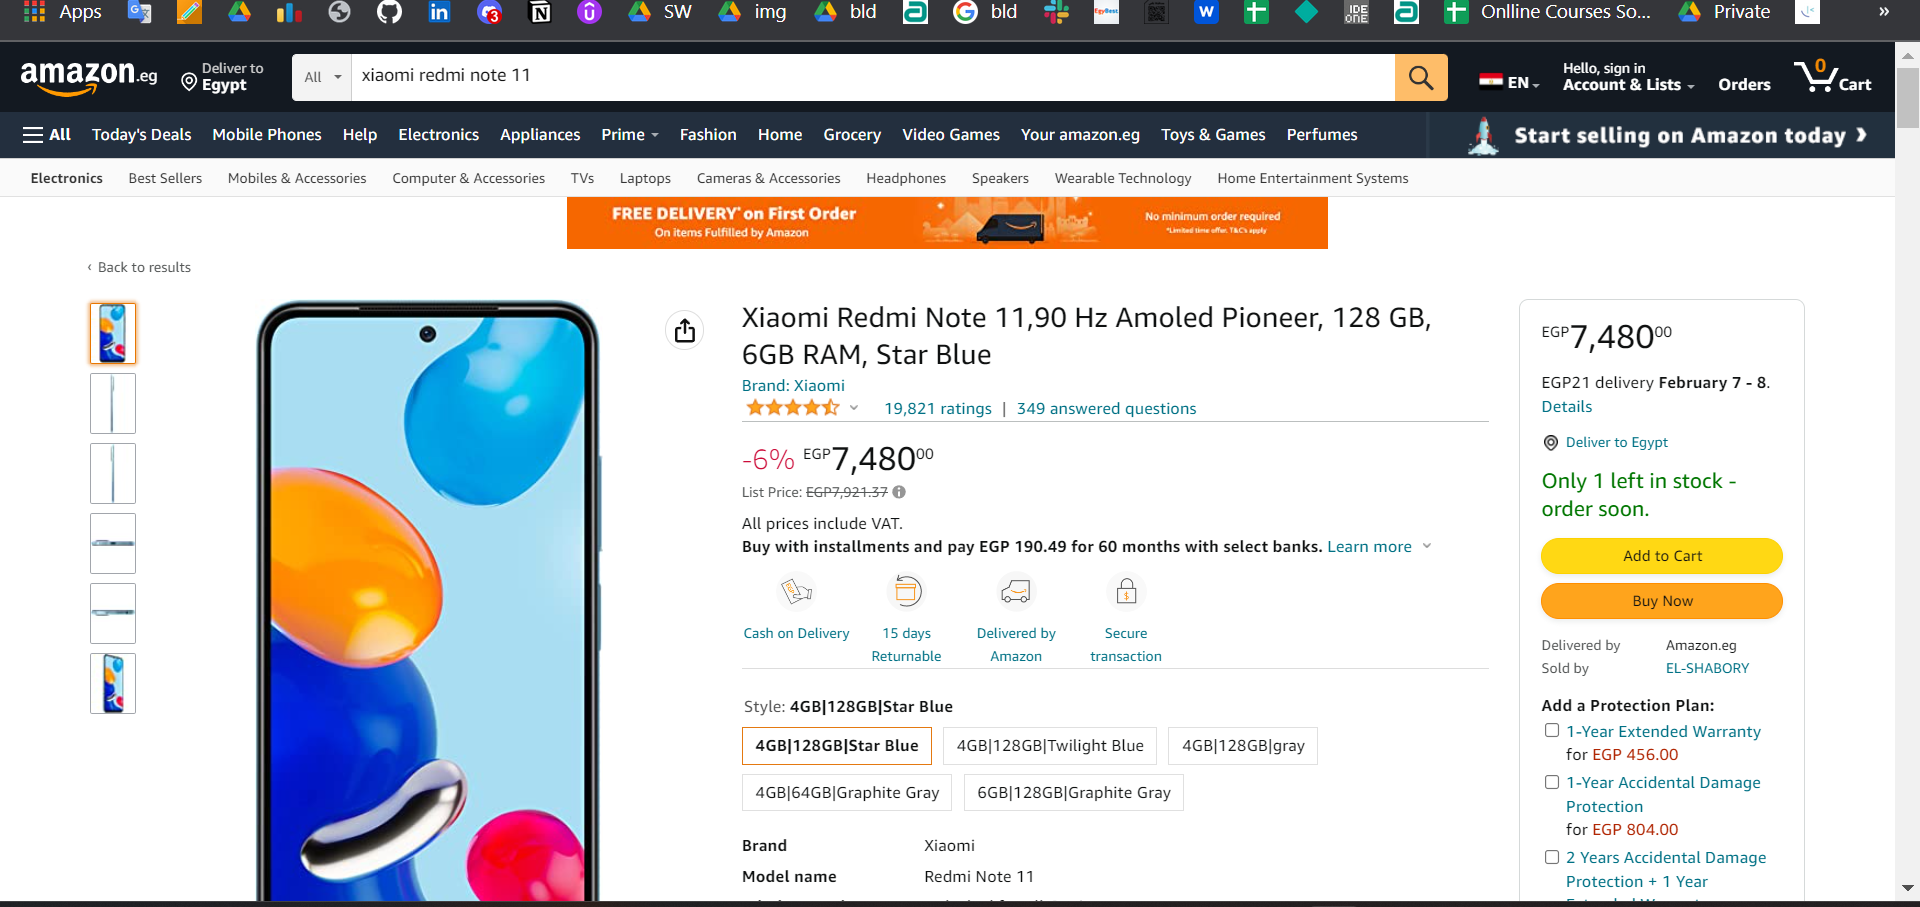 Apps
3
SW
img
bld
bld
EgyBest
W
IDE
ONE
Onlline Courses So...
Private
»
amazon.eg
Deliver to
Egypt
All
xiaomi redmi note 11
EN
Hello, sign in
Account & Lists
Orders
0
Cart
All
Today's Deals
Mobile Phones
Help
Electronics
Appliances
Prime
Fashion
Home
Grocery
Video Games
Your amazon.eg
Toys & Games
Perfumes
Start selling on Amazon today ❯
Electronics
Best Sellers
Mobiles & Accessories
Computer & Accessories
TVs
Laptops
Cameras & Accessories
Headphones
Speakers
Wearable Technology
Home Entertainment Systems
FREE DELIVERY* on First Order
On items Fulfilled by Amazon
No minimum order required
*Limited time offer. T&C's apply
‹ Back to results
Xiaomi Redmi Note 11,90 Hz Amoled Pioneer, 128 GB,
6GB RAM, Star Blue
Brand: Xiaomi
19,821 ratings | 349 answered questions
-6% EGP7,48000
List Price: EGP7,921.37
All prices include VAT.
Buy with installments and pay EGP 190.49 for 60 months with select banks. Learn more
Cash on Delivery
15 days
Returnable
Delivered by
Amazon
Secure
transaction
Style: 4GB|128GB|Star Blue
4GB|128GB|Star Blue
4GB|128GB|Twilight Blue
4GB|128GB|gray
4GB|64GB|Graphite Gray
6GB|128GB|Graphite Gray
Brand Xiaomi
Model name Redmi Note 11
EGP7,48000
EGP21 delivery February 7 - 8.
Details
Deliver to Egypt
Only 1 left in stock -
order soon.
Add to Cart
Buy Now
Delivered by Amazon.eg
Sold by EL-SHABORY
Add a Protection Plan:
1-Year Extended Warranty
for EGP 456.00
1-Year Accidental Damage
Protection
for EGP 804.00
2 Years Accidental Damage
Protection + 1 Year